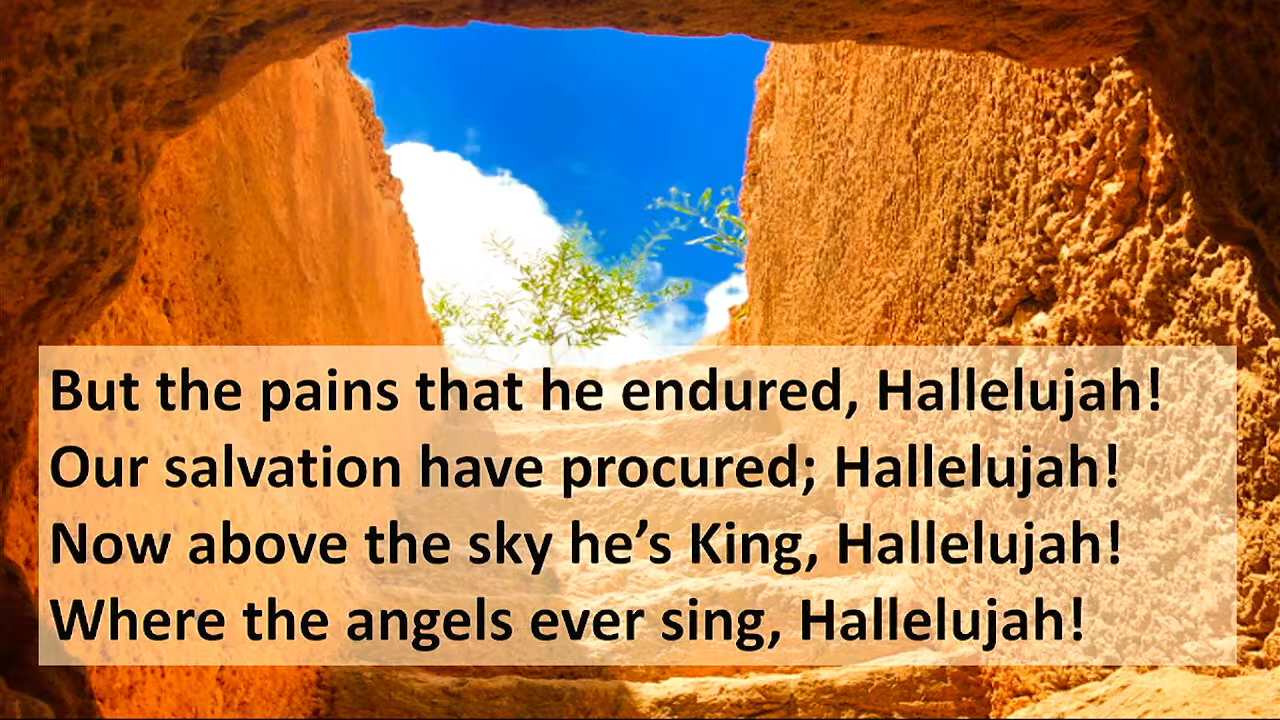 But the pains that he endured, Hallelujah!
Our salvation have procured; Hallelujah!
Now above the sky he’s King, Hallelujah!
Where the angels ever sing, Hallelujah!